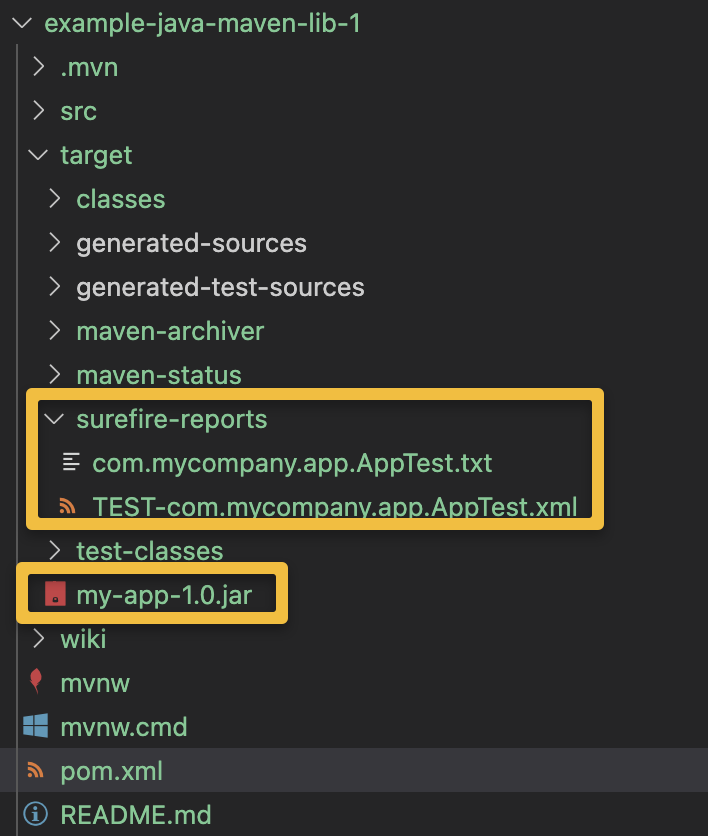 example-java-maven-lib-1
.mvn
src
target
classes
generated-sources
generated-test-sources
maven-archiver
maven-status
surefire-reports
com.mycompany.app.AppTest.txt
TEST-com.mycompany.app.AppTest.xml
test-classes
my-app-1.0.jar
wiki
mvnw
mvnw.cmd
pom.xml
README.md